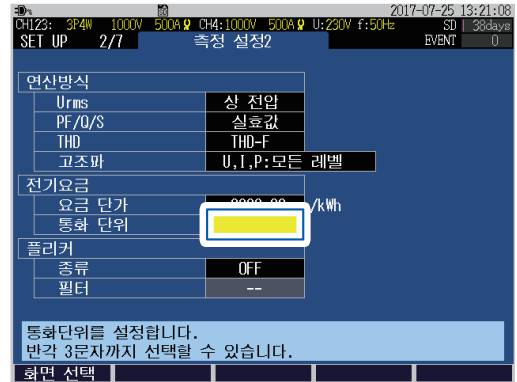 2017-07-25 13:21:08
CH123: 3P4W 1000V 500A CH4:1000V 500A U:230V f:50Hz SD 38days
SET UP 2/7 측정 설정2 EVENT 0
연산방식
Urms 상 전압
PF/Q/S 실효값
THD THD-F
고조파 U,I,P:모든 레벨
전기요금
요금 단가 /kWh
통화 단위
플리커
종류 OFF
필터 --
통화단위를 설정합니다.
반각 3문자까지 선택할 수 있습니다.
화면 선택